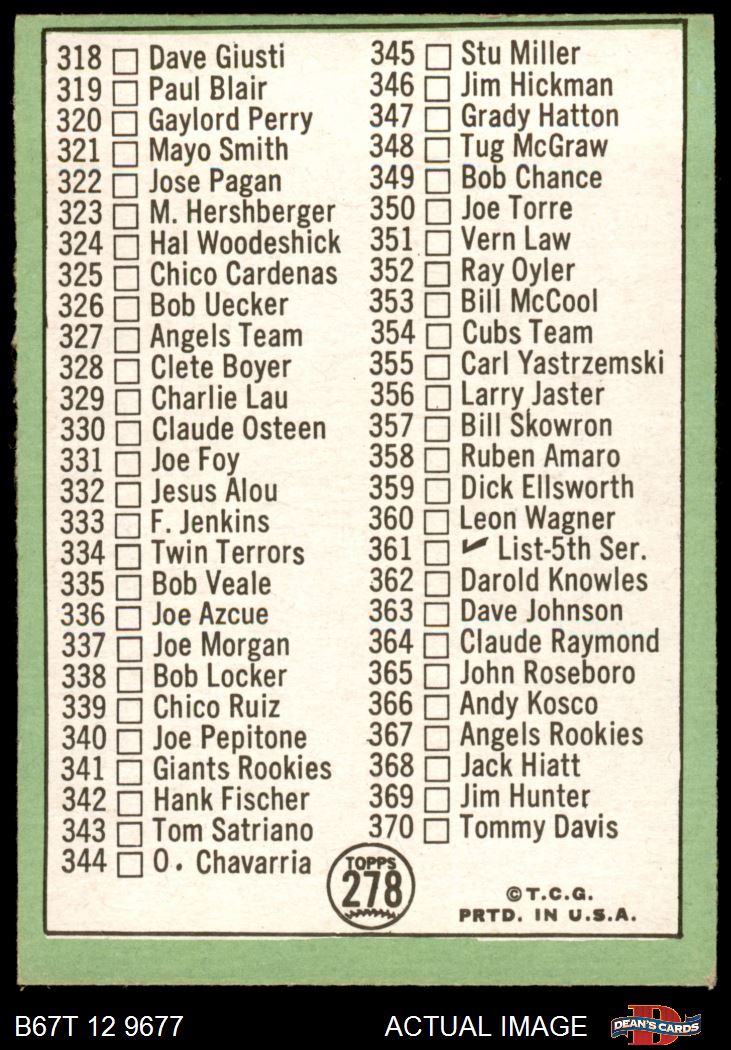 318 Dave Giusti
319 Paul Blair
320 Gaylord Perry
321 Mayo Smith
322 Jose Pagan
323 M. Hershberger
324 Hal Woodeshick
325 Chico Cardenas
326 Bob Uecker
327 Angels Team
328 Clete Boyer
329 Charlie Lau
330 Claude Osteen
331 Joe Foy
332 Jesus Alou
333 F. Jenkins
334 Twin Terrors
335 Bob Veale
336 Joe Azcue
337 Joe Morgan
338 Bob Locker
339 Chico Ruiz
340 Joe Pepitone
341 Giants Rookies
342 Hank Fischer
343 Tom Satriano
344 O. Chavarria
345 Stu Miller
346 Jim Hickman
347 Grady Hatton
348 Tug McGraw
349 Bob Chance
350 Joe Torre
351 Vern Law
352 Ray Oyler
353 Bill McCool
354 Cubs Team
355 Carl Yastrzemski
356 Larry Jaster
357 Bill Skowron
358 Ruben Amaro
359 Dick Ellsworth
360 Leon Wagner
361 List-5th Ser.
362 Darold Knowles
363 Dave Johnson
364 Claude Raymond
365 John Roseboro
366 Andy Kosco
367 Angels Rookies
368 Jack Hiatt
369 Jim Hunter
370 Tommy Davis
TOPPS
278
© T.C.G.
PRTD. IN U.S.A.
B67T 12 9677
ACTUAL IMAGE
D
DEAN'S CARDS